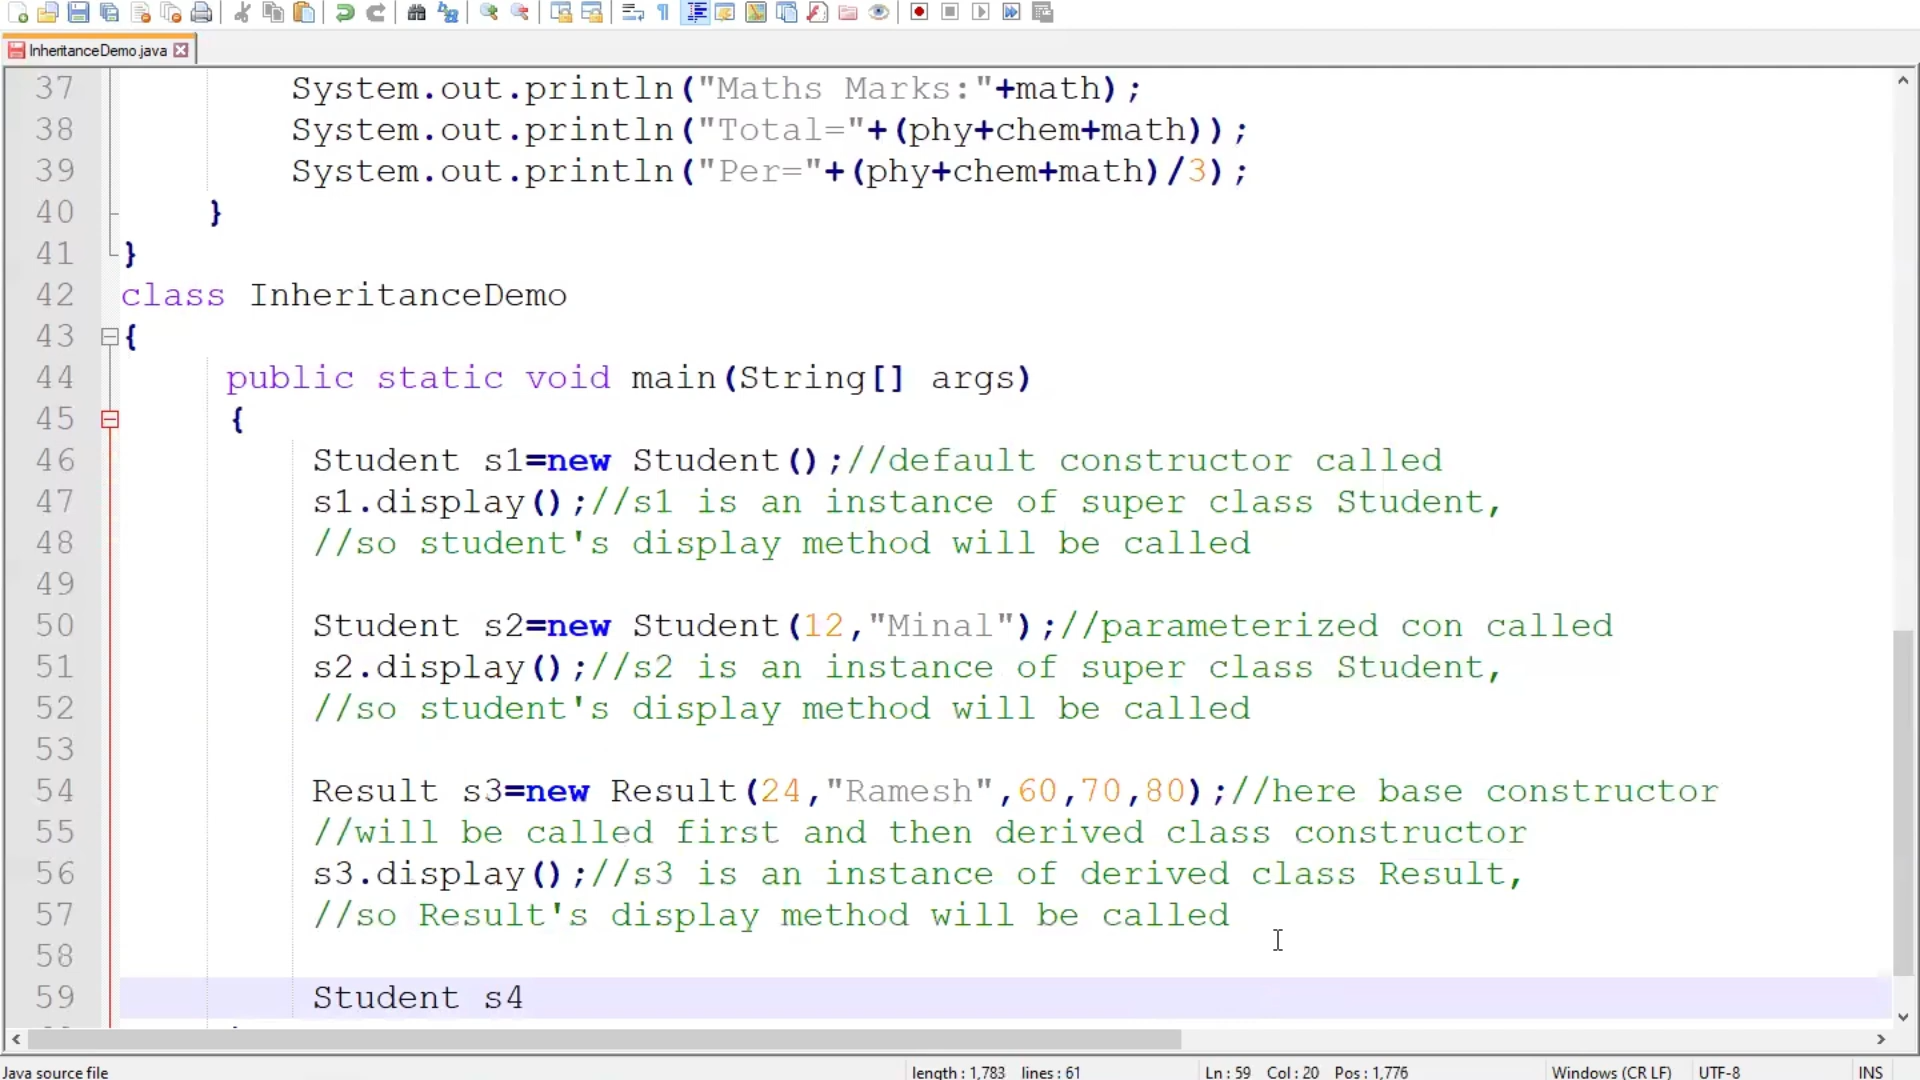 InheritanceDemo.java
37 System.out.println("Maths Marks:"+math);
38 System.out.println("Total="+(phy+chem+math));
39 System.out.println("Per="+(phy+chem+math)/3);
40 }
41 }
42 class InheritanceDemo
43 {
44 public static void main(String[] args)
45 {
46 Student s1=new Student();//default constructor called
47 s1.display();//s1 is an instance of super class Student,
48 //so student's display method will be called
49
50 Student s2=new Student(12,"Minal");//parameterized con called
51 s2.display();//s2 is an instance of super class Student,
52 //so student's display method will be called
53
54 Result s3=new Result(24,"Ramesh",60,70,80);//here base constructor
55 //will be called first and then derived class constructor
56 s3.display();//s3 is an instance of derived class Result,
57 //so Result's display method will be called
58
59 Student s4
Java source file length : 1,783 lines : 61 Ln : 59 Col : 20 Pos : 1,776 Windows (CR LF) UTF-8 INS